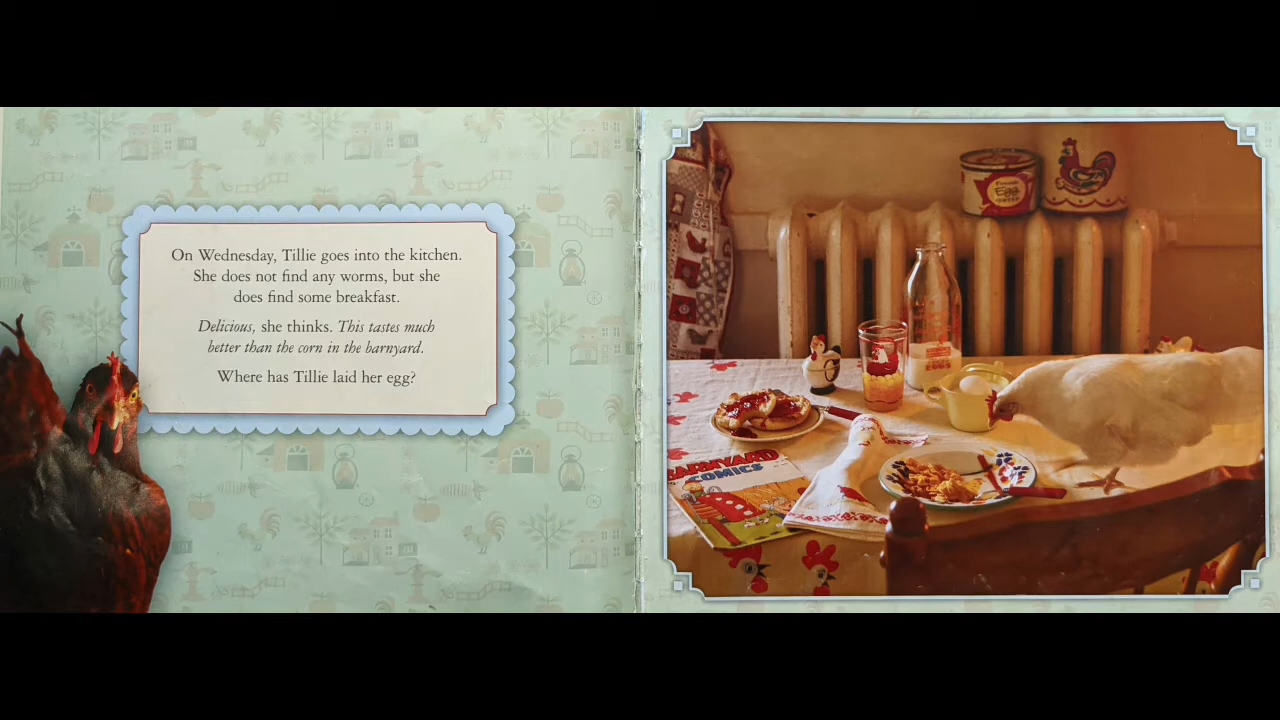 On Wednesday, Tillie goes into the kitchen.
She does not find any worms, but she
does find some breakfast.
Delicious, she thinks. This tastes much
better than the corn in the barnyard.
Where has Tillie laid her egg?
Egg
BARNYARD
COMICS
EGGS